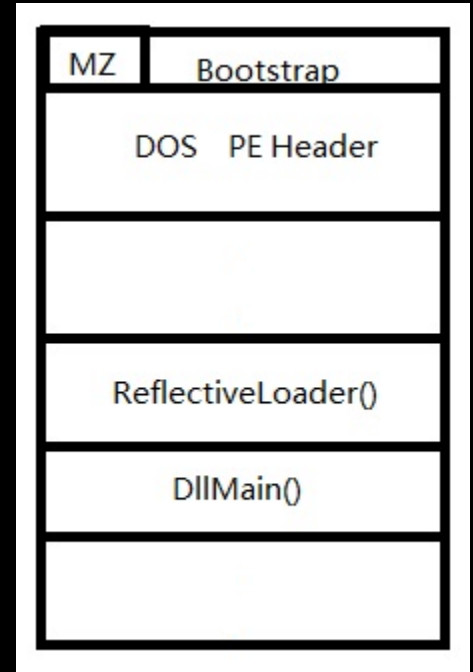 MZ Bootstrap
DOS PE Header
ReflectiveLoader()
DllMain()